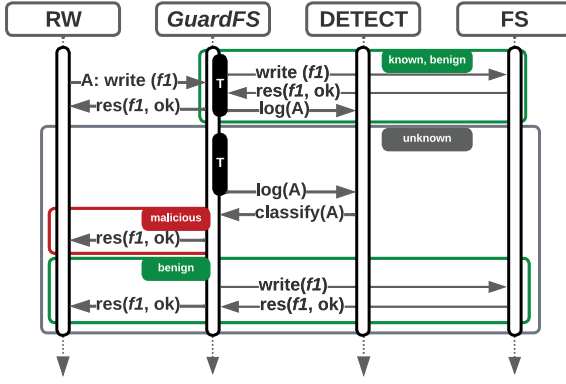 RW GuardFS DETECT FS
known, benign
A: write (f1) T write (f1)
res(f1, ok) res(f1, ok)
log(A)
unknown
T
log(A)
malicious classify(A)
res(f1, ok)
benign
write(f1)
res(f1, ok) res(f1, ok)